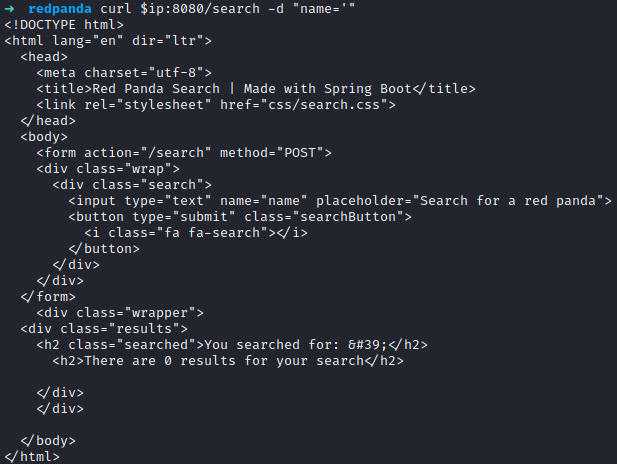 → redpanda curl $ip:8080/search -d "name='"
<!DOCTYPE html>
<html lang="en" dir="ltr">
  <head>
    <meta charset="utf-8">
    <title>Red Panda Search | Made with Spring Boot</title>
    <link rel="stylesheet" href="css/search.css">
  </head>
  <body>
    <form action="/search" method="POST">
    <div class="wrap">
      <div class="search">
        <input type="text" name="name" placeholder="Search for a red panda">
        <button type="submit" class="searchButton">
          <i class="fa fa-search"></i>
        </button>
      </div>
    </div>
  </form>
    <div class="wrapper">
  <div class="results">
    <h2 class="searched">You searched for: &#39;</h2>
      <h2>There are 0 results for your search</h2>

    </div>
    </div>

  </body>
</html>